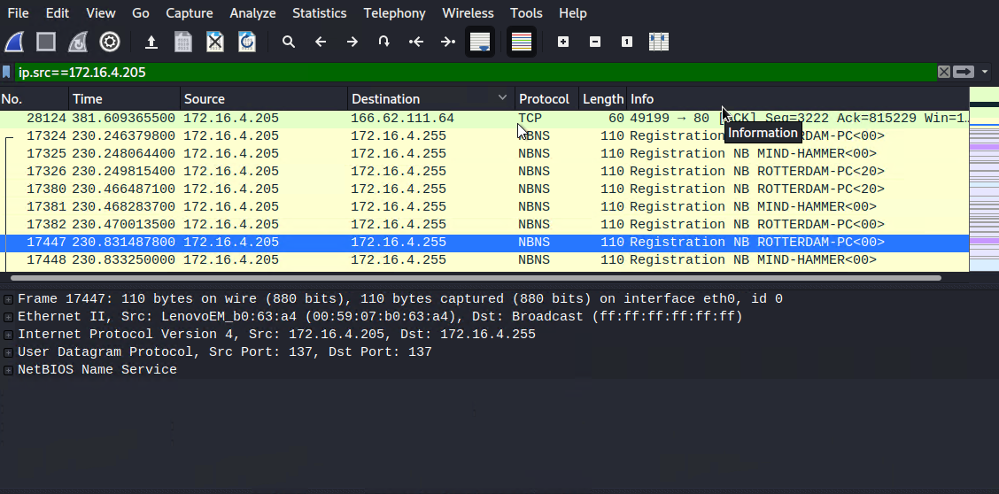 File Edit View Go Capture Analyze Statistics Telephony Wireless Tools Help
ip.src==172.16.4.205
No. Time Source Destination Protocol Length Info
28124 381.609365500 172.16.4.205 166.62.111.64 TCP 60 49199 → 80 [ACK] Seq=3222 Ack=815229 Win=1…
Information
17324 230.246379800 172.16.4.205 172.16.4.255 NBNS 110 Registration RDAM-PC<00>
17325 230.248064400 172.16.4.205 172.16.4.255 NBNS 110 Registration NB MIND-HAMMER<00>
17326 230.249815400 172.16.4.205 172.16.4.255 NBNS 110 Registration NB ROTTERDAM-PC<20>
17380 230.466487100 172.16.4.205 172.16.4.255 NBNS 110 Registration NB ROTTERDAM-PC<20>
17381 230.468283700 172.16.4.205 172.16.4.255 NBNS 110 Registration NB MIND-HAMMER<00>
17382 230.470013500 172.16.4.205 172.16.4.255 NBNS 110 Registration NB ROTTERDAM-PC<00>
17447 230.831487800 172.16.4.205 172.16.4.255 NBNS 110 Registration NB ROTTERDAM-PC<00>
17448 230.833250000 172.16.4.205 172.16.4.255 NBNS 110 Registration NB MIND-HAMMER<00>
Frame 17447: 110 bytes on wire (880 bits), 110 bytes captured (880 bits) on interface eth0, id 0
Ethernet II, Src: LenovoEM_b0:63:a4 (00:59:07:b0:63:a4), Dst: Broadcast (ff:ff:ff:ff:ff:ff)
Internet Protocol Version 4, Src: 172.16.4.205, Dst: 172.16.4.255
User Datagram Protocol, Src Port: 137, Dst Port: 137
NetBIOS Name Service